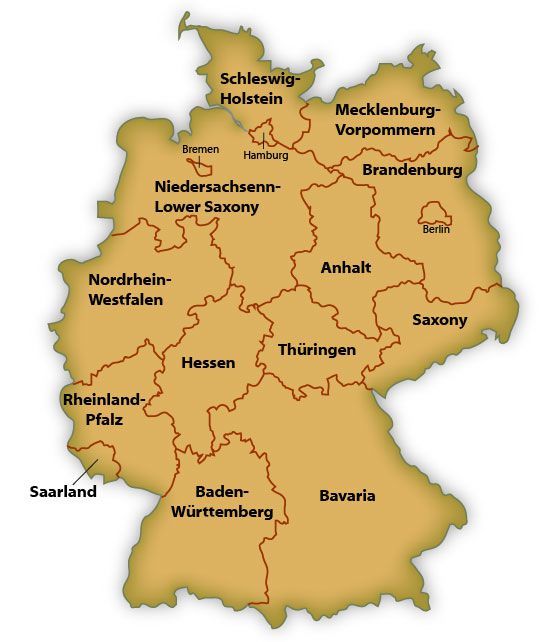 Schleswig-
Holstein
Mecklenburg-
Vorpommern
Bremen
Hamburg
Brandenburg
Niedersachsenn-
Lower Saxony
Berlin
Anhalt
Nordrhein-
Westfalen
Saxony
Thüringen
Hessen
Rheinland-
Pfalz
Saarland
Baden-
Württemberg
Bavaria